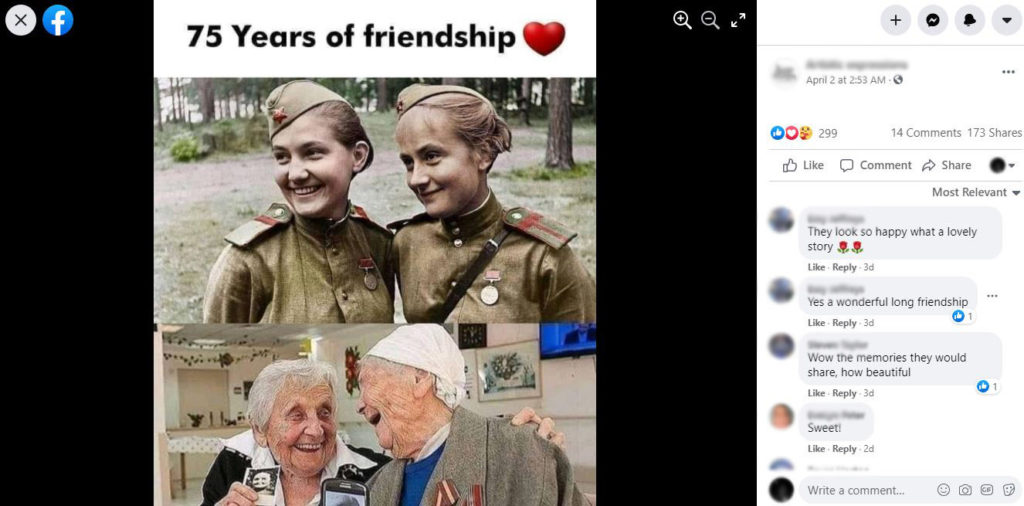 75 Years of friendship
April 2 at 2:53 AM ·
299
14 Comments 173 Shares
Like Comment Share
Most Relevant
They look so happy what a lovely
story
Like · Reply · 3d
Yes a wonderful long friendship
1
Like · Reply · 3d
Wow the memories they would
share, how beautiful
1
Like · Reply · 3d
Sweet!
Like · Reply · 2d
Write a comment...
GIF